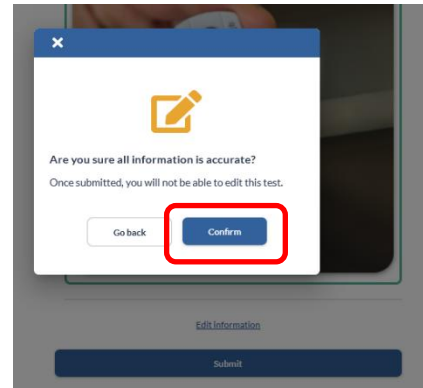 Are you sure all information is accurate?
Once submitted, you will not be able to edit this test.
Go back
Confirm
Edit Information
Submit